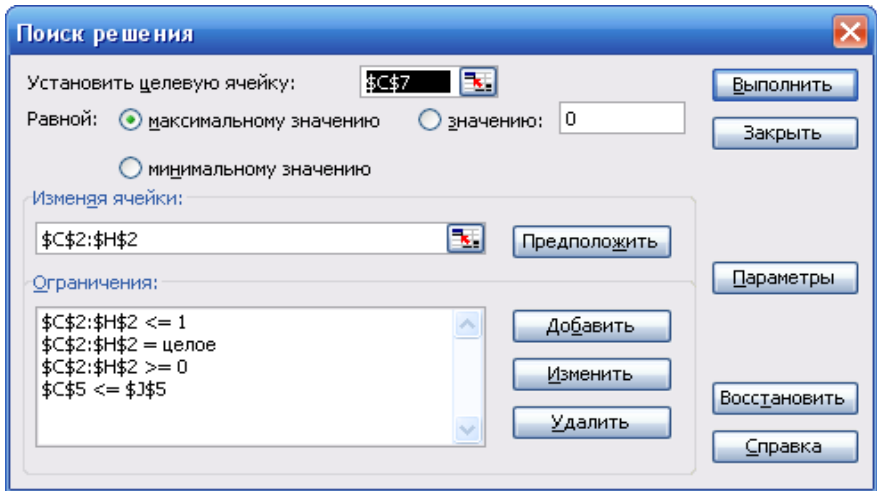 Поиск решения
Установить целевую ячейку: $C$7
Выполнить
Равной: максимальному значению значению: 0
Закрыть
минимальному значению
Изменяя ячейки:
$C$2:$H$2
Предположить
Параметры
Ограничения:
$C$2:$H$2 <= 1
$C$2:$H$2 = целое
$C$2:$H$2 >= 0
$C$5 <= $J$5
Добавить
Изменить
Удалить
Восстановить
Справка